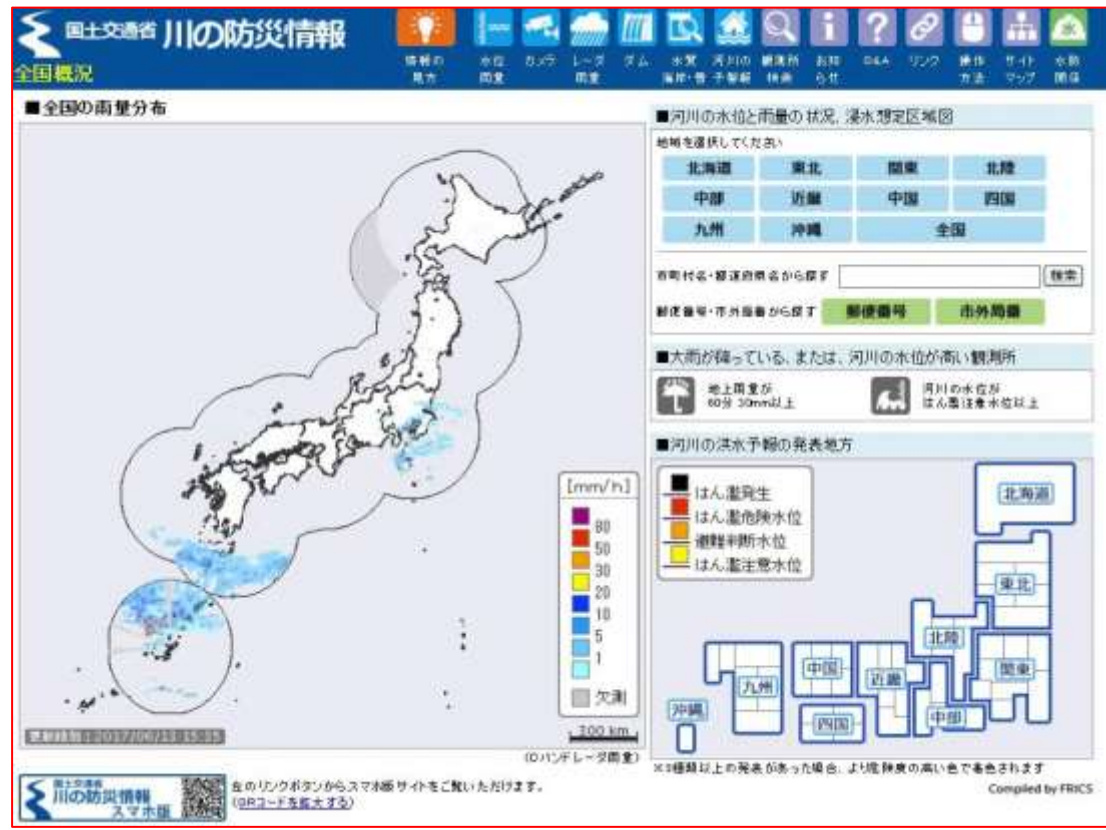 国土交通省 川の防災情報
全国概況
情報の見方
水位雨量
カメラ
レーダ雨量
ダム
水質海岸・雪
河川の予警報
観測所検索
お知らせ
Q&A
リンク
操作方法
サイトマップ
水防関係
■全国の雨量分布
[mm/h]
80
50
30
20
10
5
1
欠測
200 km
(Cバンドレーダ雨量)
国土交通省
川の防災情報
スマホ版
左のリンクボタンからスマホ版サイトをご覧いただけます。
(QRコードを拡大する)
■河川の水位と雨量の状況、浸水想定区域図
地域を選択してください
北海道 東北 関東 北陸
中部 近畿 中国 四国
九州 沖縄 全国
市町村名・都道府県名から探す 検索
郵便番号・市外局番から探す 郵便番号 市外局番
■大雨が降っている、または、河川の水位が高い観測所
地上雨量が
60分 30mm以上
河川の水位が
はん濫注意水位以上
■河川の洪水予報の発表地方
はん濫発生
はん濫危険水位
避難判断水位
はん濫注意水位
北海道
東北
北陸
関東
中国
近畿
九州
中部
四国
沖縄
※2種類以上の発表があった場合、より危険度の高い色で着色されます
Compiled by FRICS